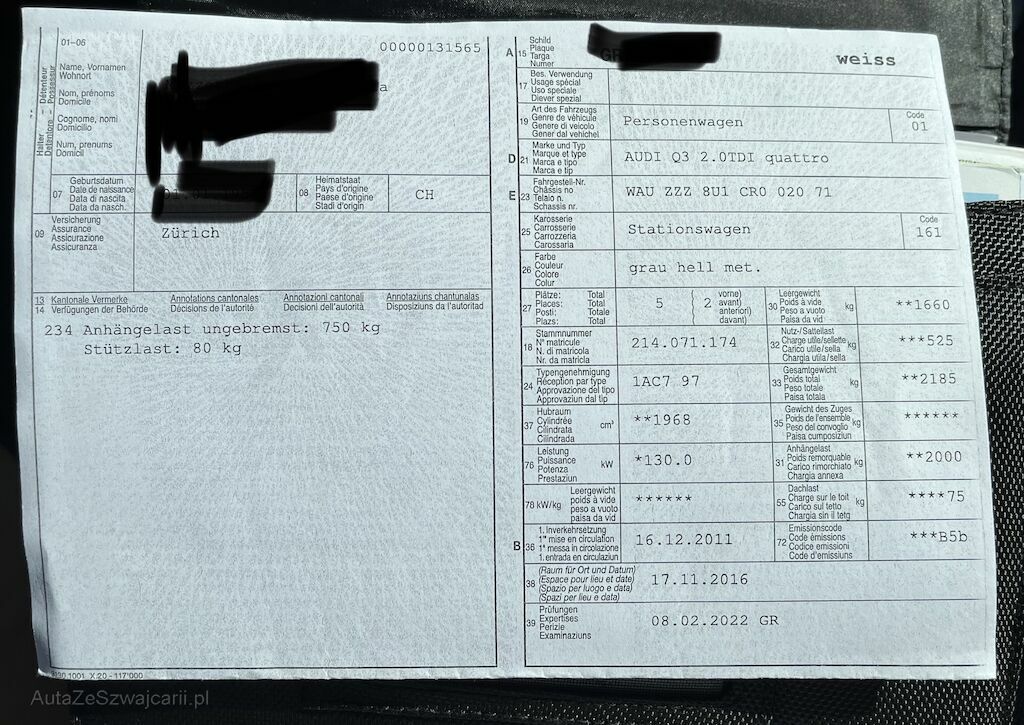 01–06
00000131565
Halter – Détenteur
Detentore – Possessur
Name, Vornamen
Wohnort
Nom, prénoms
Domicile
Cognome, nomi
Domicilio
Num, prenums
Domicil
a
07
Geburtsdatum
Date de naissance
Data di nascita
Data da nasch.
08
Heimatstaat
Pays d'origine
Paese d'origine
Stadi d'origin
CH
09
Versicherung
Assurance
Assicurazione
Assicuranza
Zürich
13
14
Kantonale Vermerke
Verfügungen der Behörde
Annotations cantonales
Décisions de l'autorité
Annotazioni cantonali
Decisioni dell'autorità
Annotaziuns chantunalas
Disposiziuns da l'autoritad
234 Anhängelast ungebremst: 750 kg
Stützlast: 80 kg
A 15
Schild
Plaque
Targa
Numer
GR
weiss
17
Bes. Verwendung
Usage spécial
Uso speciale
Diever spezial
19
Art des Fahrzeugs
Genre de véhicule
Genere di veicolo
Gener dal vehichel
Personenwagen
Code
01
D 21
Marke und Typ
Marque et type
Marca e tipo
Marca e tip
AUDI Q3 2.0TDI quattro
E 23
Fahrgestell-Nr.
Châssis no
Telaio n.
Schassis nr.
WAU ZZZ 8U1 CR0 020 71
25
Karosserie
Carrosserie
Carrozzeria
Carossaria
Stationswagen
Code
161
26
Farbe
Couleur
Colore
Colur
grau hell met.
27
Plätze: Total
Places: Total
Posti: Totale
Plazs: Total
5
2
vorne)
avant)
anteriori)
davant)
30
Leergewicht
Poids à vide
Peso a vuoto
Paisa da vid
kg
**1660
18
Stammnummer
N° matricule
N. di matricola
Nr. da matricla
214.071.174
32
Nutz-/Sattellast
Charge utile/sellette
Carico utile/sella
Chargia utila/sella
kg
***525
24
Typengenehmigung
Réception par type
Approvazione del tipo
Approvaziun dal tip
1AC7 97
33
Gesamtgewicht
Poids total
Peso totale
Paisa totala
kg
**2185
37
Hubraum
Cylindrée
Cilindrata
Cilindrada
cm³
**1968
35
Gewicht des Zuges
Poids de l'ensemble
Peso del convoglio
Paisa cumposiziun
kg
******
76
Leistung
Puissance
Potenza
Prestaziun
kW
*130.0
31
Anhängelast
Poids remorquable
Carico rimorchiato
Chargia annexa
kg
**2000
78 kW/kg
Leergewicht
poids à vide
peso a vuoto
paisa da vid
******
55
Dachlast
Charge sur le toit
Carico sul tetto
Chargia sin il tetg
kg
****75
B 36
1. Inverkehrsetzung
1re mise en circulation
1a messa in circolazione
1. entrada en circulaziun
16.12.2011
72
Emissionscode
Code émissions
Codice emissioni
Code d'emissiuns
***B5b
38
(Raum für Ort und Datum)
(Espace pour lieu et date)
(Spazio per luogo e data)
(Spazi per lieu e data)
17.11.2016
39
Prüfungen
Expertises
Perizie
Examinaziuns
08.02.2022 GR
X.20 - 117'000
AutaZeSzwajcarii.pl